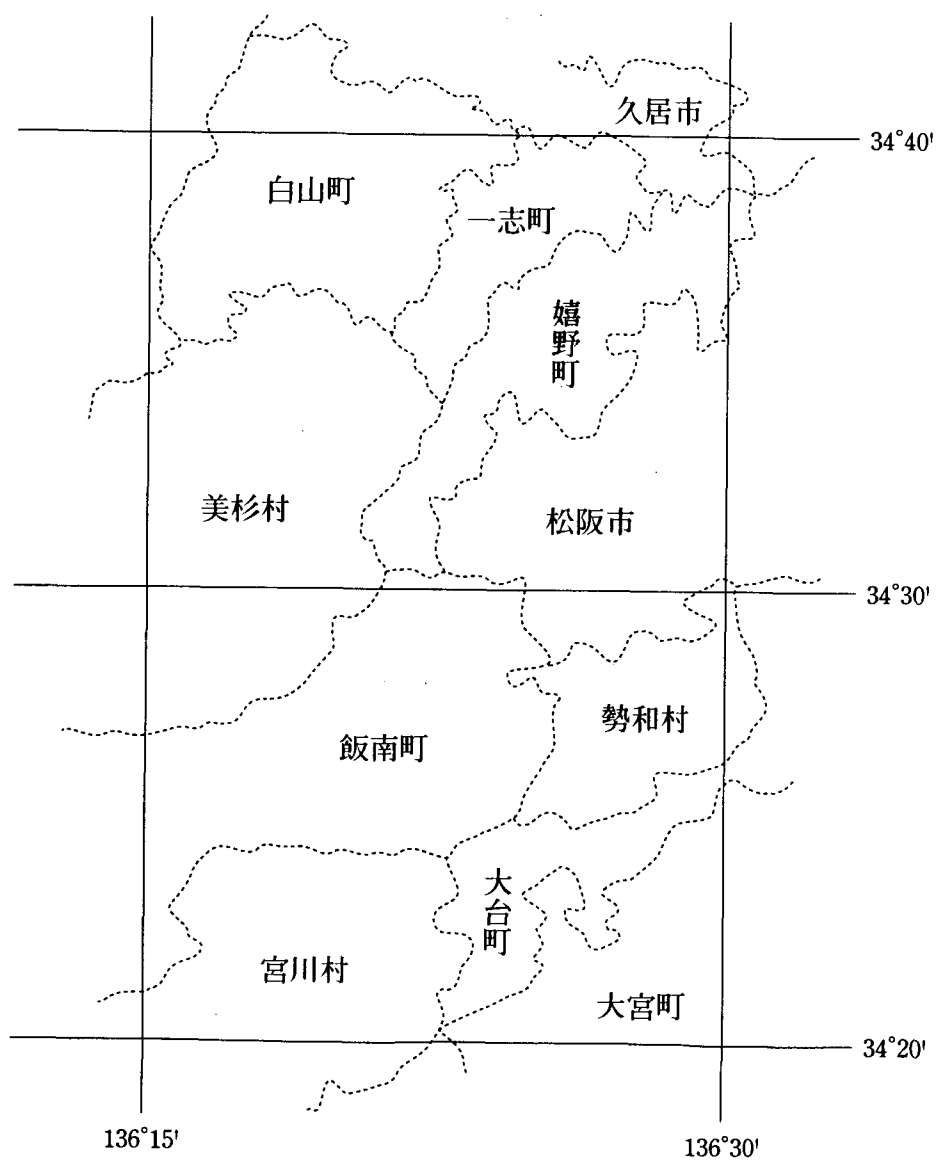 久居市
34°40'
白山町
一志町
嬉野町
美杉村
松阪市
34°30'
勢和村
飯南町
大台町
宮川村
大宮町
34°20'
136°15'
136°30'